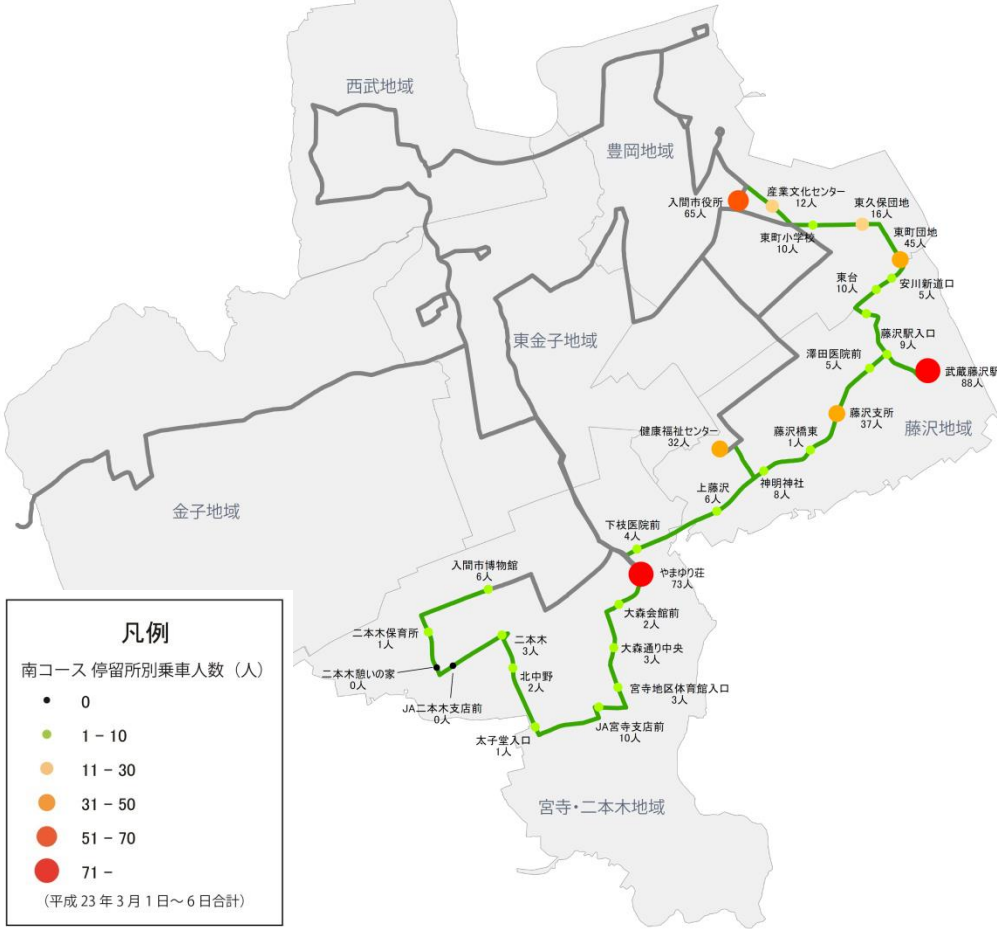 西武地域
豊岡地域
入間市役所
65人
産業文化センター
12人
東久保団地
16人
東町小学校
10人
東町団地
45人
東台
10人
安川新道口
5人
東金子地域
藤沢駅入口
9人
澤田医院前
5人
武蔵藤沢駅
88人
健康福祉センター
32人
藤沢橋東
1人
藤沢支所
37人
藤沢地域
金子地域
上藤沢
6人
神明神社
8人
下枝医院前
4人
入間市博物館
6人
やまゆり荘
73人
大森会館前
2人
二本木保育所
1人
二本木
3人
大森通り中央
3人
二本木憩いの家
0人
北中野
2人
宮寺地区体育館入口
3人
JA二本木支店前
0人
JA宮寺支店前
10人
太子堂入口
1人
宮寺・二本木地域
凡例
南コース 停留所別乗車人数（人）
0
1 − 10
11 − 30
31 − 50
51 − 70
71 −
（平成 23 年 3 月 1 日～ 6 日合計）